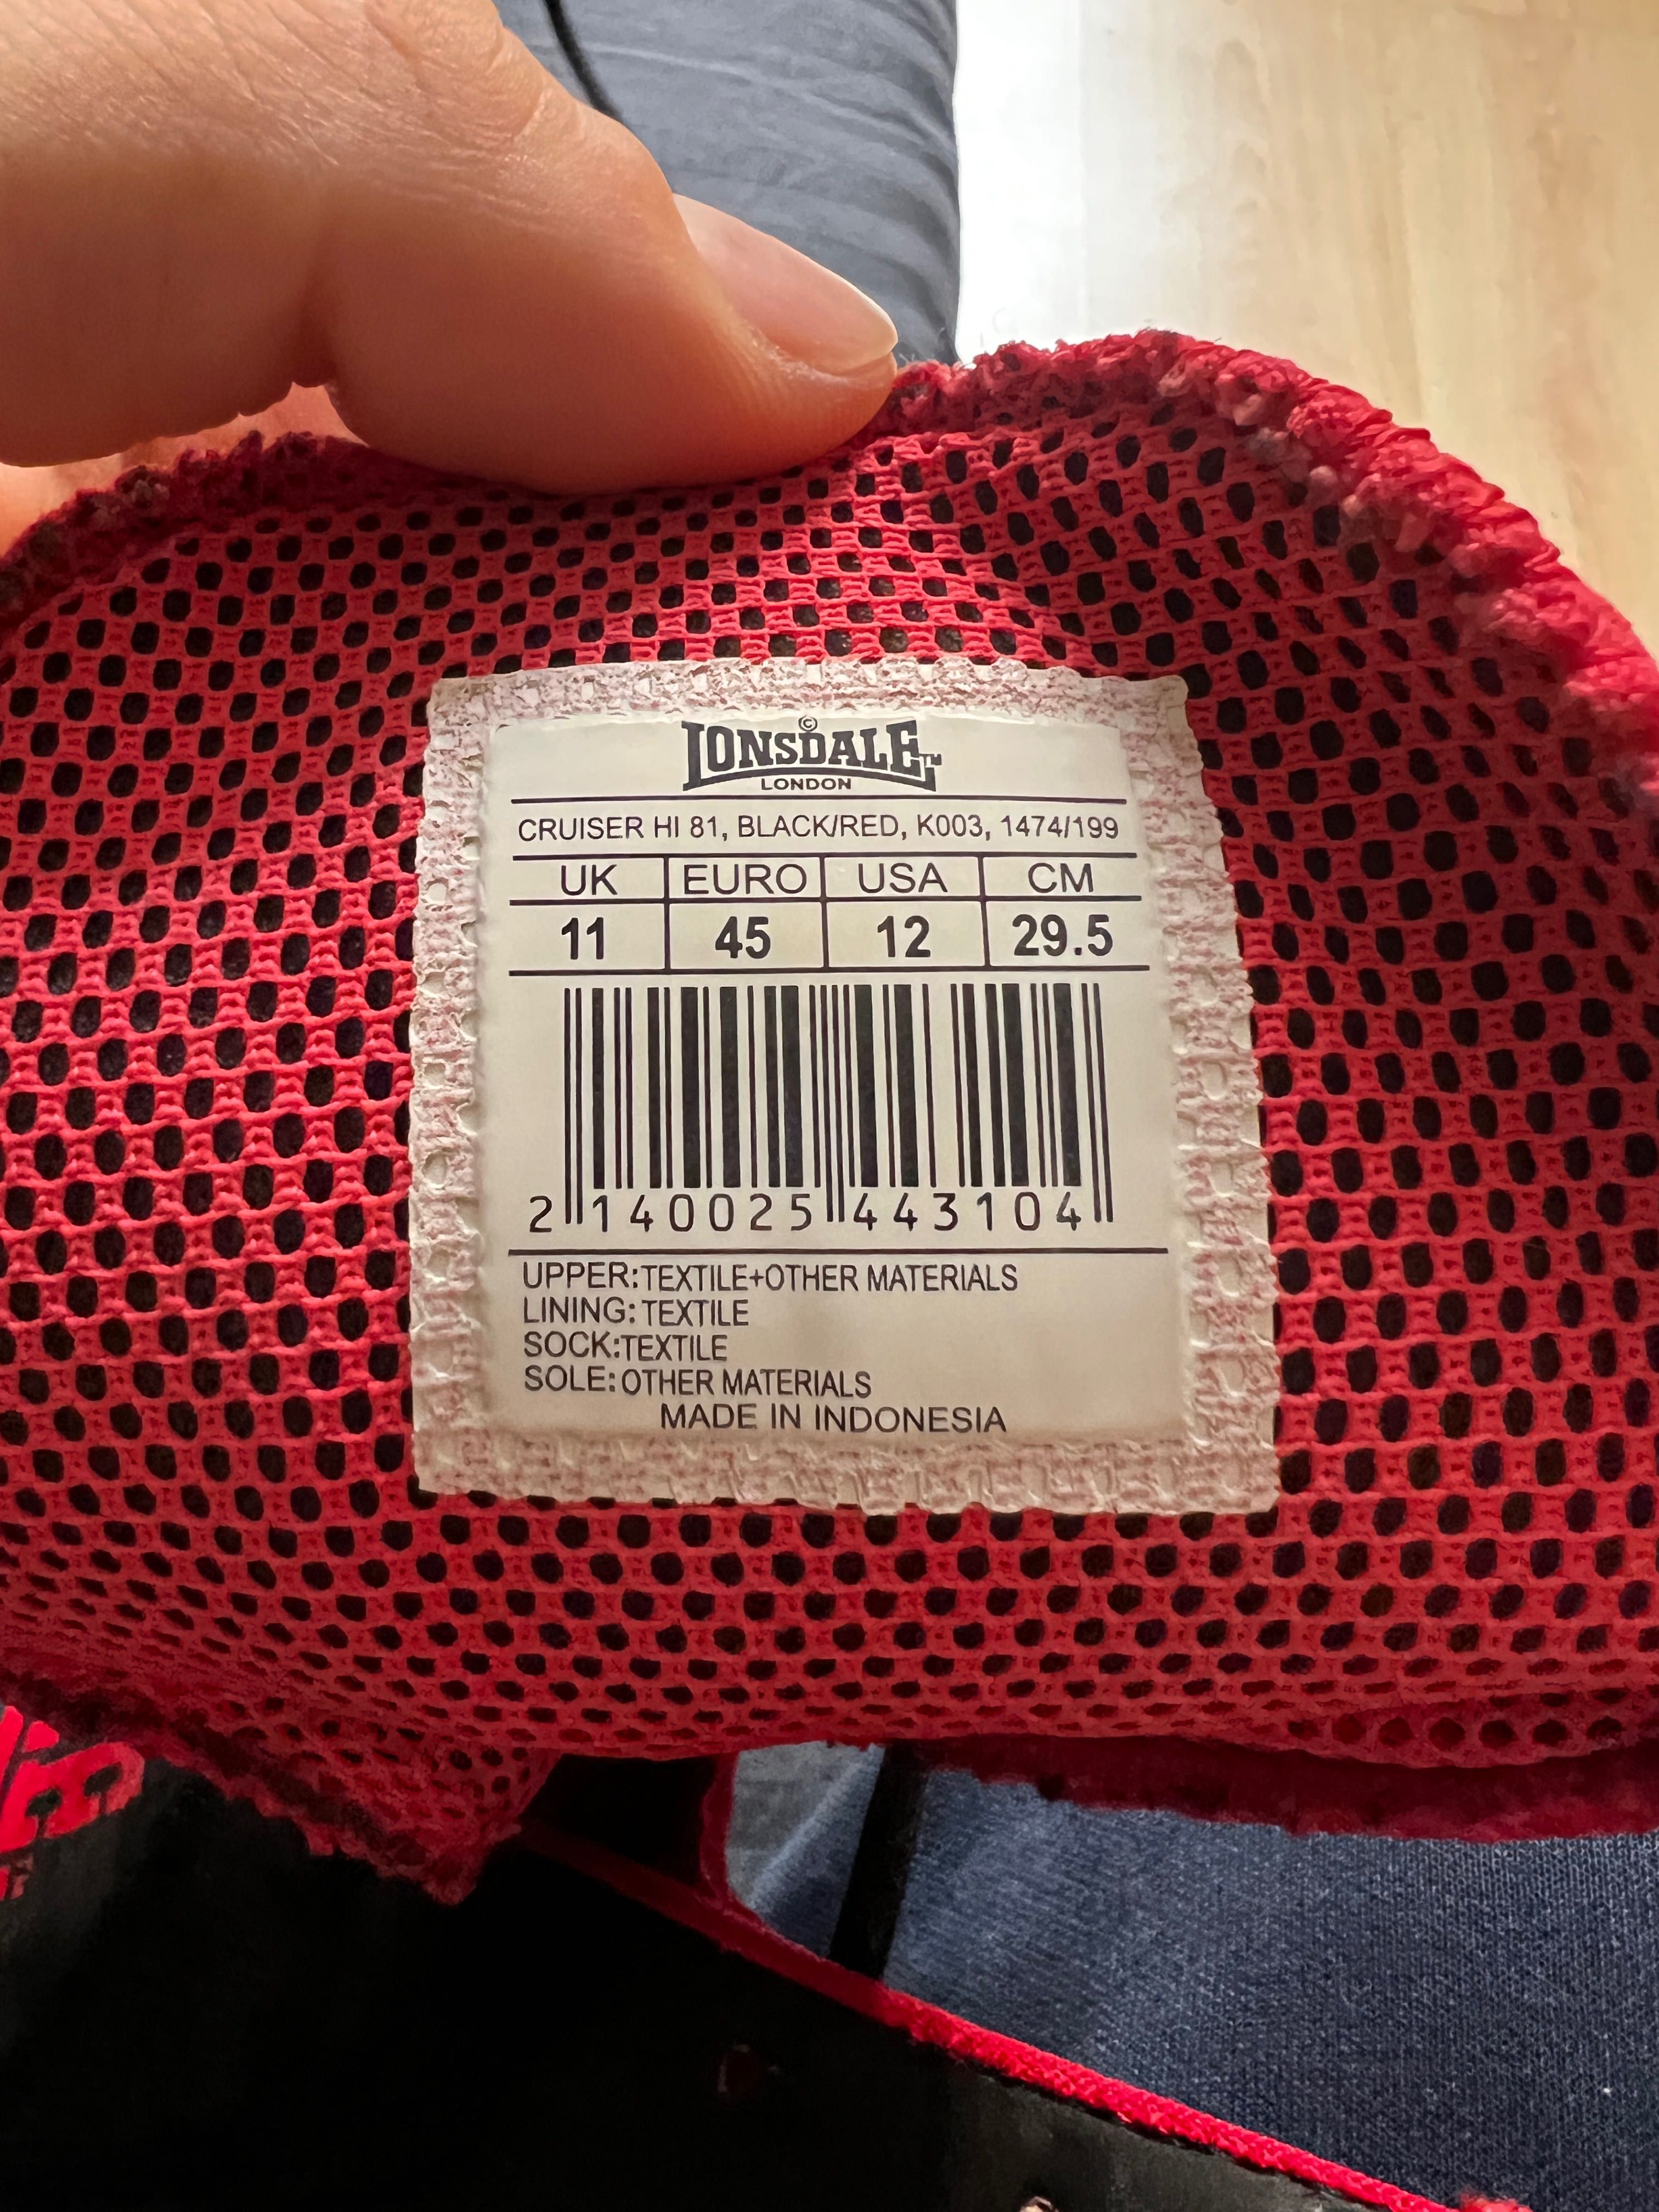 ©
LONSDALE™
LONDON
CRUISER HI 81, BLACK/RED, K003, 1474/199
UK EURO USA CM
11 45 12 29.5
2 140025 443104
UPPER:TEXTILE+OTHER MATERIALS
LINING:TEXTILE
SOCK:TEXTILE
SOLE:OTHER MATERIALS
MADE IN INDONESIA